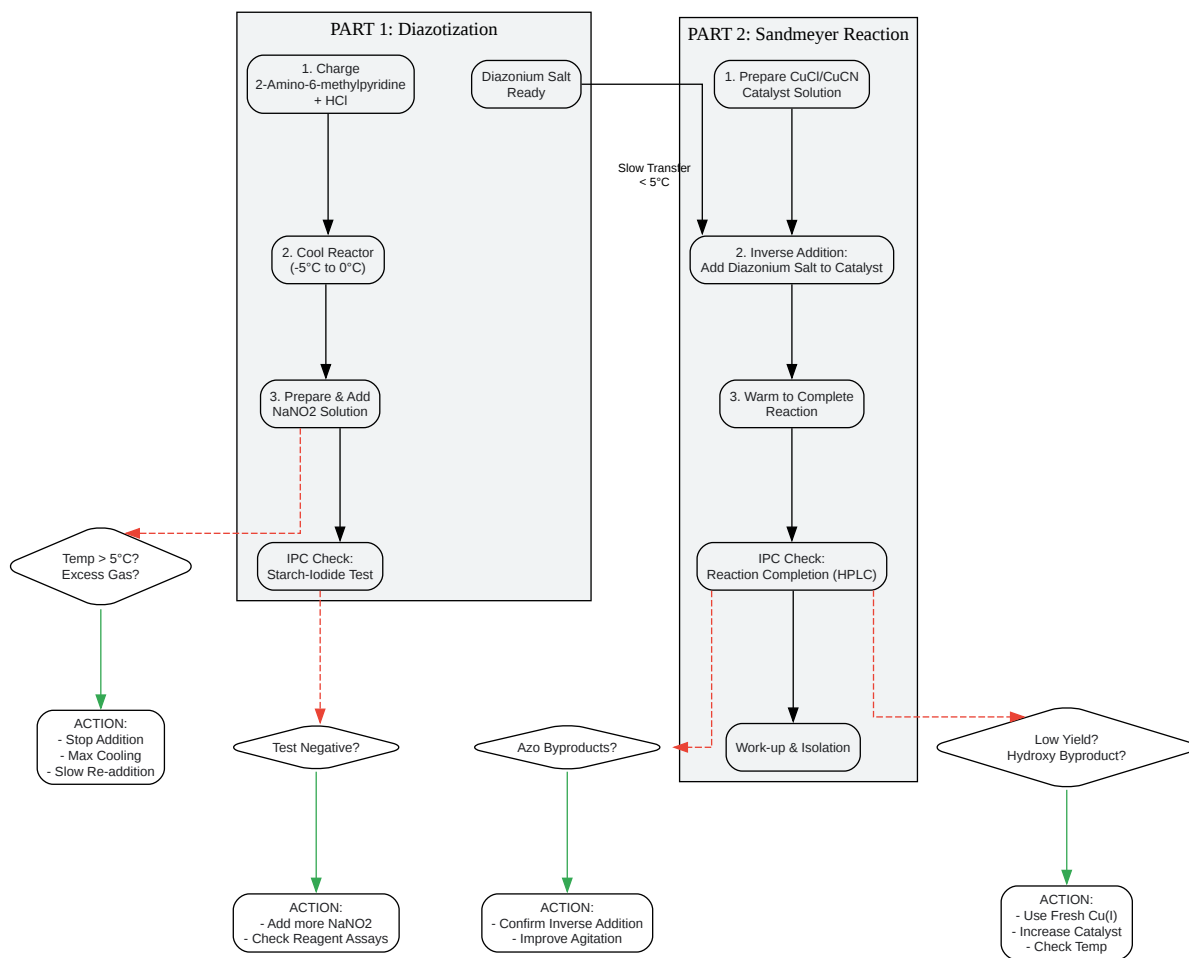 PART 1: Diazotization
1. Charge
2-Amino-6-methylpyridine
+ HCl
Diazonium Salt
Ready
2. Cool Reactor
(-5°C to 0°C)
3. Prepare & Add
NaNO2 Solution
IPC Check:
Starch-Iodide Test
Slow Transfer
< 5°C
PART 2: Sandmeyer Reaction
1. Prepare CuCl/CuCN
Catalyst Solution
2. Inverse Addition:
Add Diazonium Salt to Catalyst
3. Warm to Complete
Reaction
IPC Check:
Reaction Completion (HPLC)
Work-up & Isolation
Temp > 5°C?
Excess Gas?
ACTION:
- Stop Addition
- Max Cooling
- Slow Re-addition
Test Negative?
ACTION:
- Add more NaNO2
- Check Reagent Assays
Azo Byproducts?
ACTION:
- Confirm Inverse Addition
- Improve Agitation
Low Yield?
Hydroxy Byproduct?
ACTION:
- Use Fresh Cu(I)
- Increase Catalyst
- Check Temp